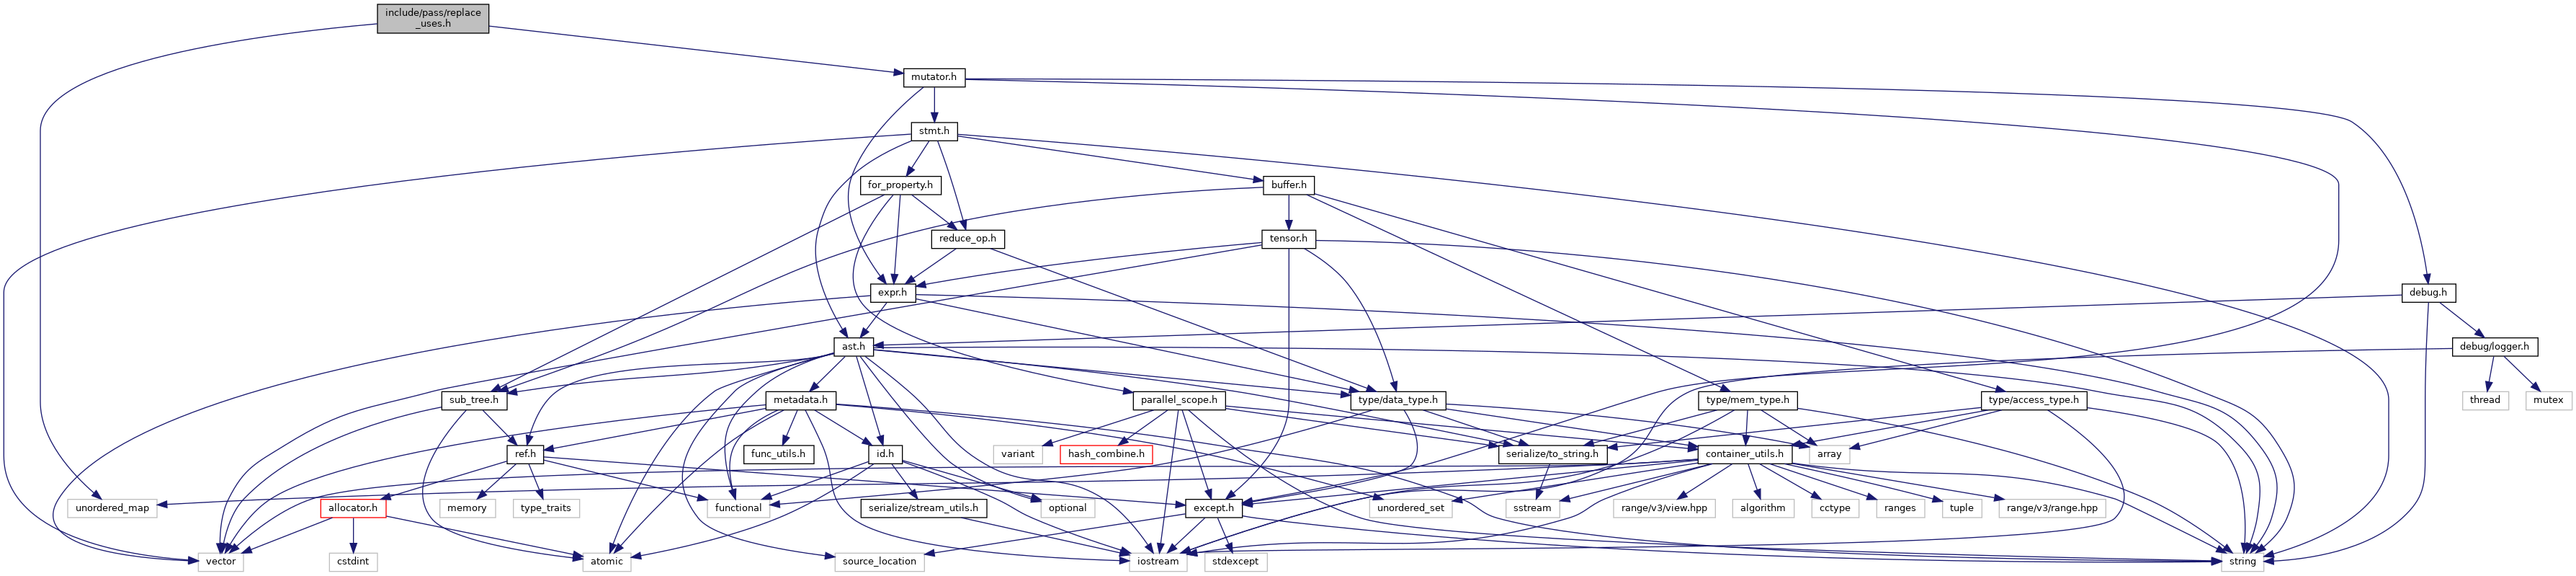 include/pass/replace
_uses.h
mutator.h
stmt.h
for_property.h
buffer.h
reduce_op.h
tensor.h
expr.h
debug.h
ast.h
debug/logger.h
sub_tree.h
metadata.h
parallel_scope.h
type/data_type.h
type/mem_type.h
type/access_type.h
thread
mutex
ref.h
func_utils.h
id.h
variant
hash_combine.h
serialize/to_string.h
container_utils.h
array
unordered_map
allocator.h
memory
type_traits
functional
serialize/stream_utils.h
optional
except.h
unordered_set
sstream
range/v3/view.hpp
algorithm
cctype
ranges
tuple
range/v3/range.hpp
vector
cstdint
atomic
source_location
iostream
stdexcept
string